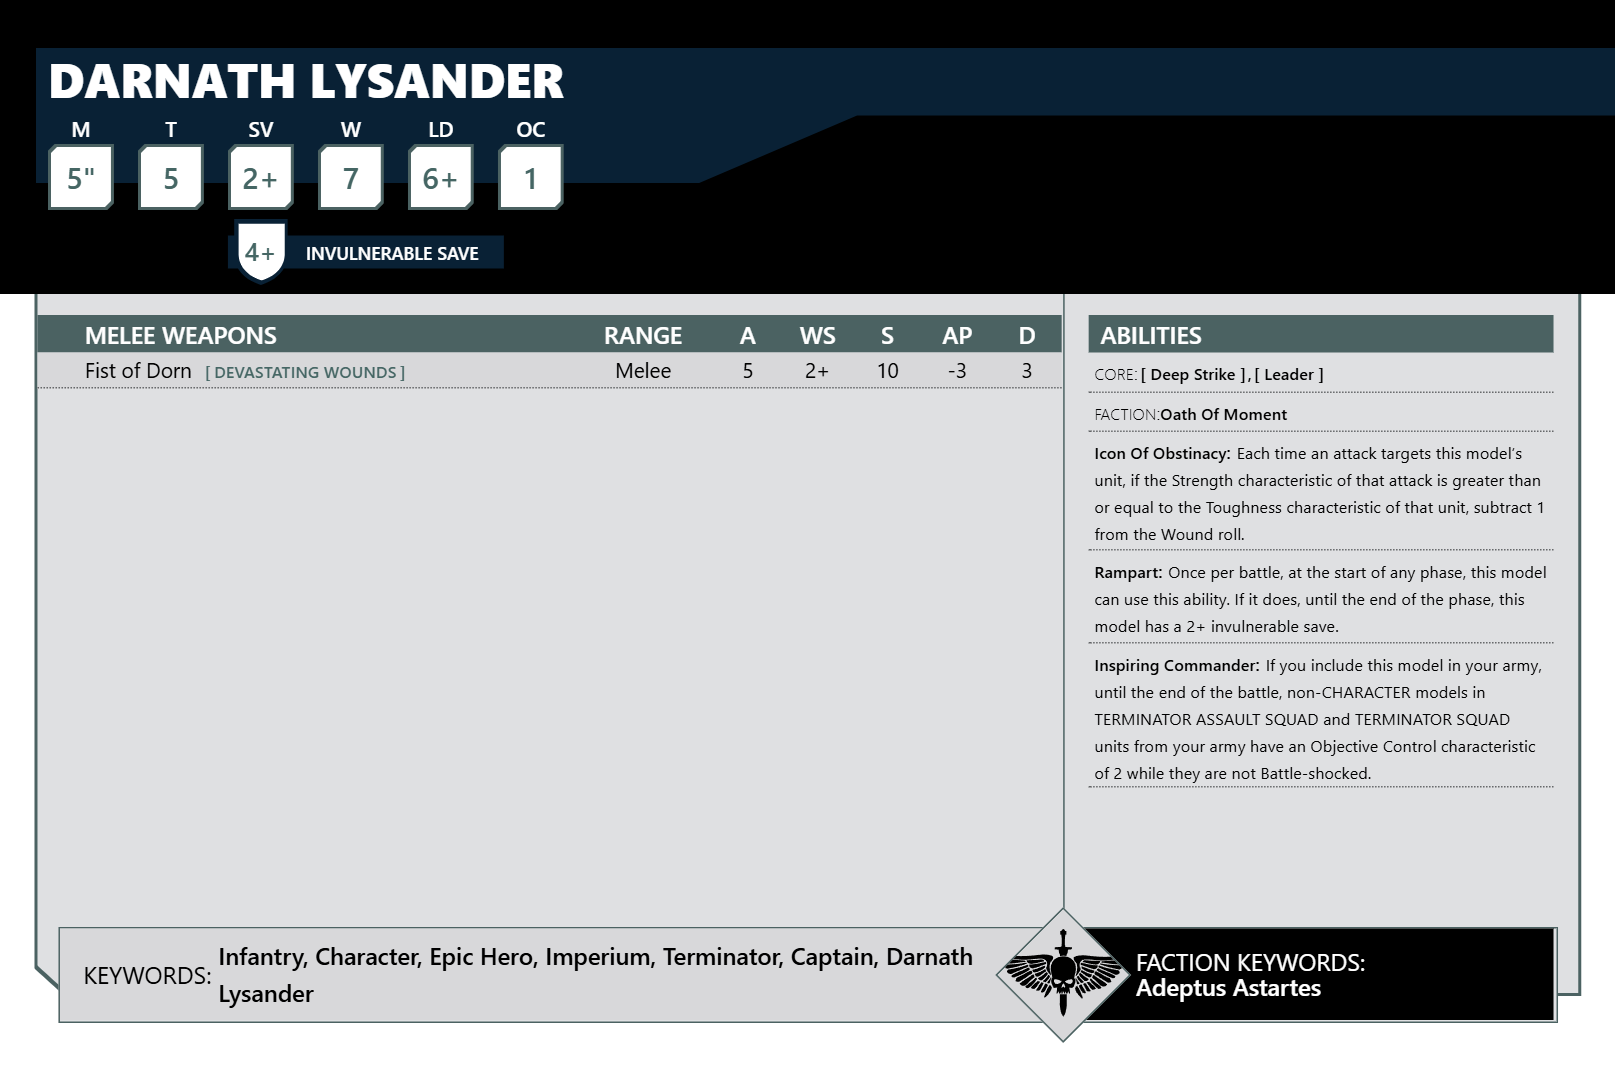 DARNATH LYSANDER
M T SV W LD OC
5" 5 2+ 7 6+ 1
4+ INVULNERABLE SAVE
MELEE WEAPONS RANGE A WS S AP D
Fist of Dorn [ DEVASTATING WOUNDS ] Melee 5 2+ 10 -3 3
ABILITIES
CORE: [ Deep Strike ] , [ Leader ]
FACTION:Oath Of Moment
Icon Of Obstinacy: Each time an attack targets this model's
unit, if the Strength characteristic of that attack is greater than
or equal to the Toughness characteristic of that unit, subtract 1
from the Wound roll.
Rampart: Once per battle, at the start of any phase, this model
can use this ability. If it does, until the end of the phase, this
model has a 2+ invulnerable save.
Inspiring Commander: If you include this model in your army,
until the end of the battle, non-CHARACTER models in
TERMINATOR ASSAULT SQUAD and TERMINATOR SQUAD
units from your army have an Objective Control characteristic
of 2 while they are not Battle-shocked.
KEYWORDS: Infantry, Character, Epic Hero, Imperium, Terminator, Captain, Darnath
Lysander
FACTION KEYWORDS:
Adeptus Astartes